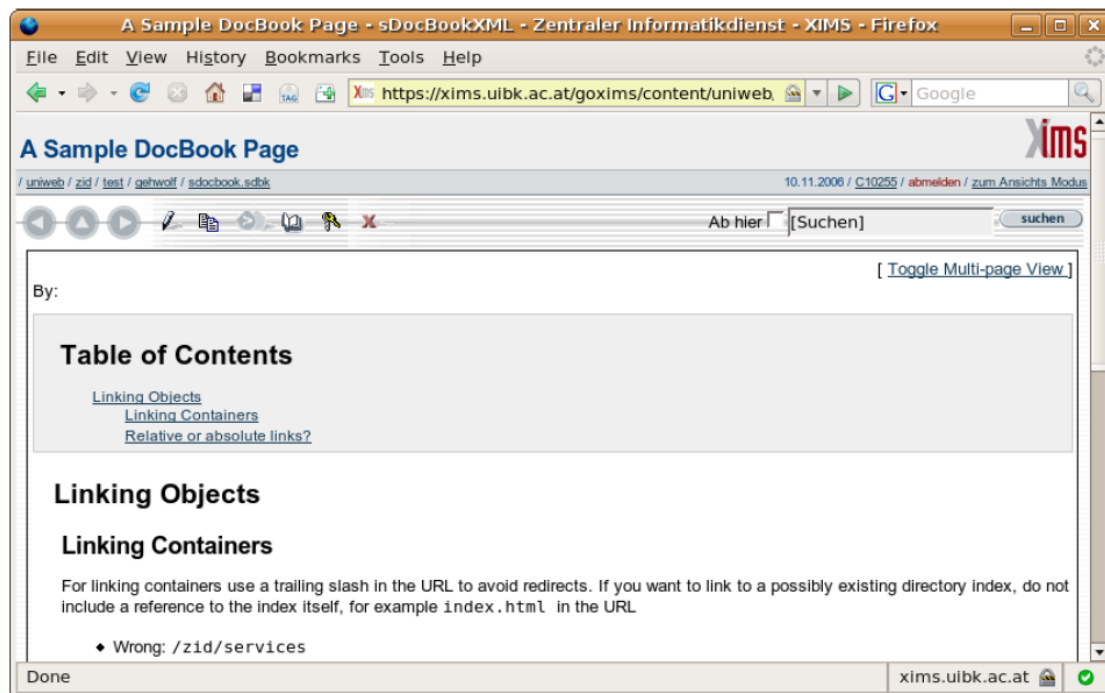 A Sample DocBook Page - sDocBookXML - Zentraler Informatikdienst - XIMS - Firefox
File Edit View History Bookmarks Tools Help
TAG Xims https://xims.uibk.ac.at/goxims/content/uniweb, G Google
A Sample DocBook Page Xims
/ uniweb / zid / test / gehwolf / sdocbook.sdbk 10.11.2006 / C10255 / abmelden / zum Ansichts Modus
Ab hier [Suchen] suchen
[ Toggle Multi-page View ]
By:
Table of Contents
Linking Objects
Linking Containers
Relative or absolute links?
Linking Objects
Linking Containers
For linking containers use a trailing slash in the URL to avoid redirects. If you want to link to a possibly existing directory index, do not
include a reference to the index itself, for example index.html in the URL
◆ Wrong: /zid/services
Done xims.uibk.ac.at